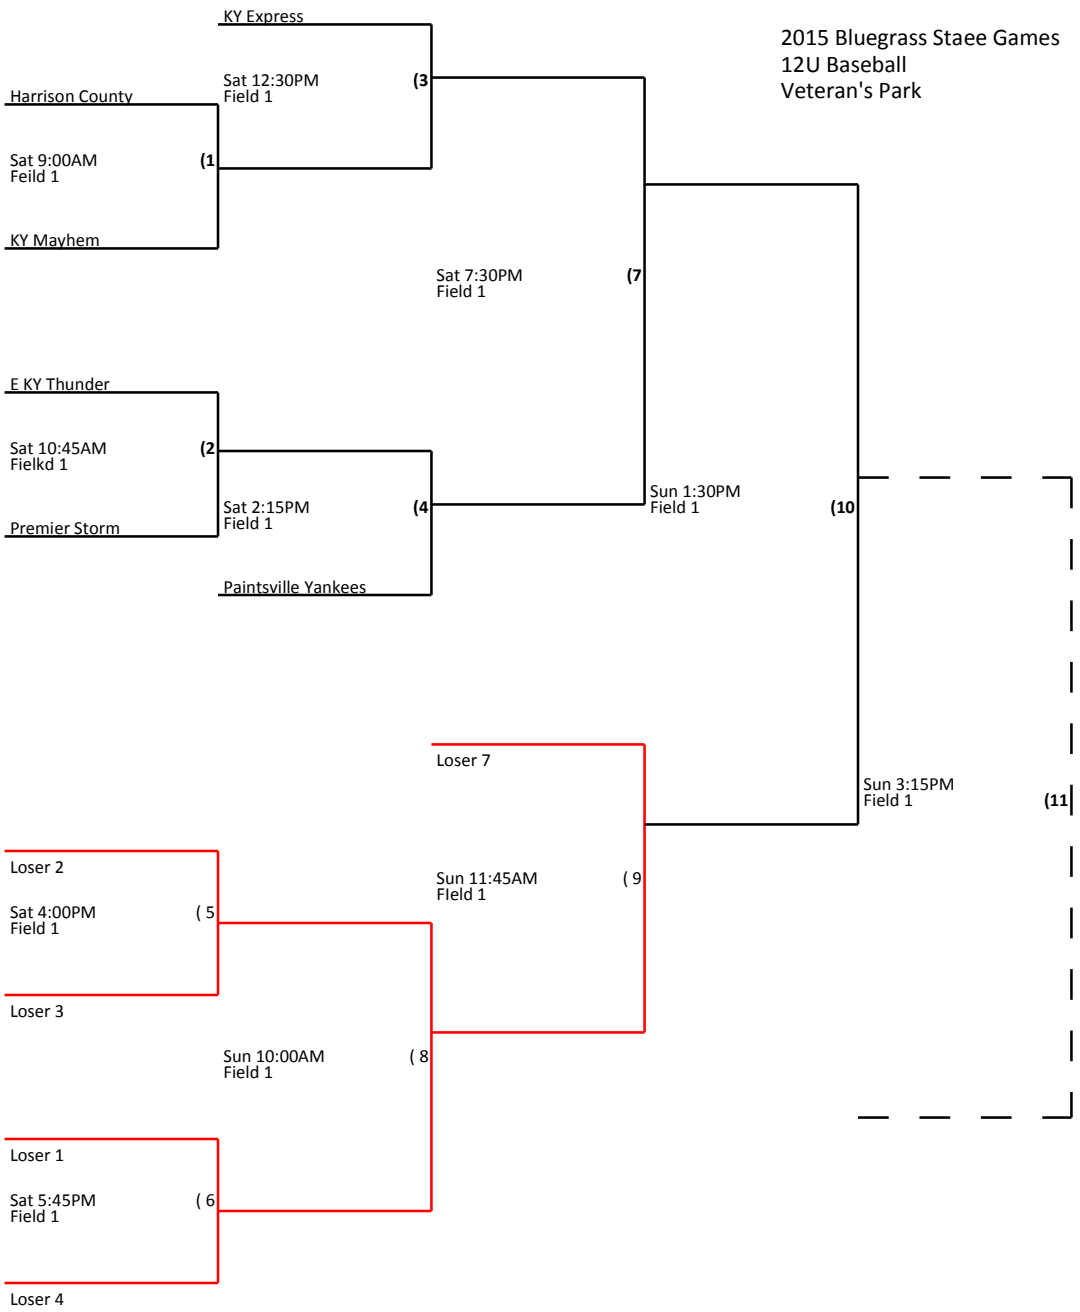 KY Express
2015 Bluegrass Staee Games
12U Baseball
Veteran's Park
Sat 12:30PM (3
Field 1
Harrison County
Sat 9:00AM (1
Feild 1
KY Mayhem
Sat 7:30PM (7
Field 1
E KY Thunder
Sat 10:45AM (2
Fielkd 1
Sun 1:30PM (10
Field 1
Sat 2:15PM (4
Field 1
Premier Storm
Paintsville Yankees
Loser 7
Sun 3:15PM (11
Field 1
Loser 2
Sun 11:45AM ( 9
FIeld 1
Sat 4:00PM ( 5
Field 1
Loser 3
Sun 10:00AM ( 8
Field 1
Loser 1
Sat 5:45PM ( 6
Field 1
Loser 4